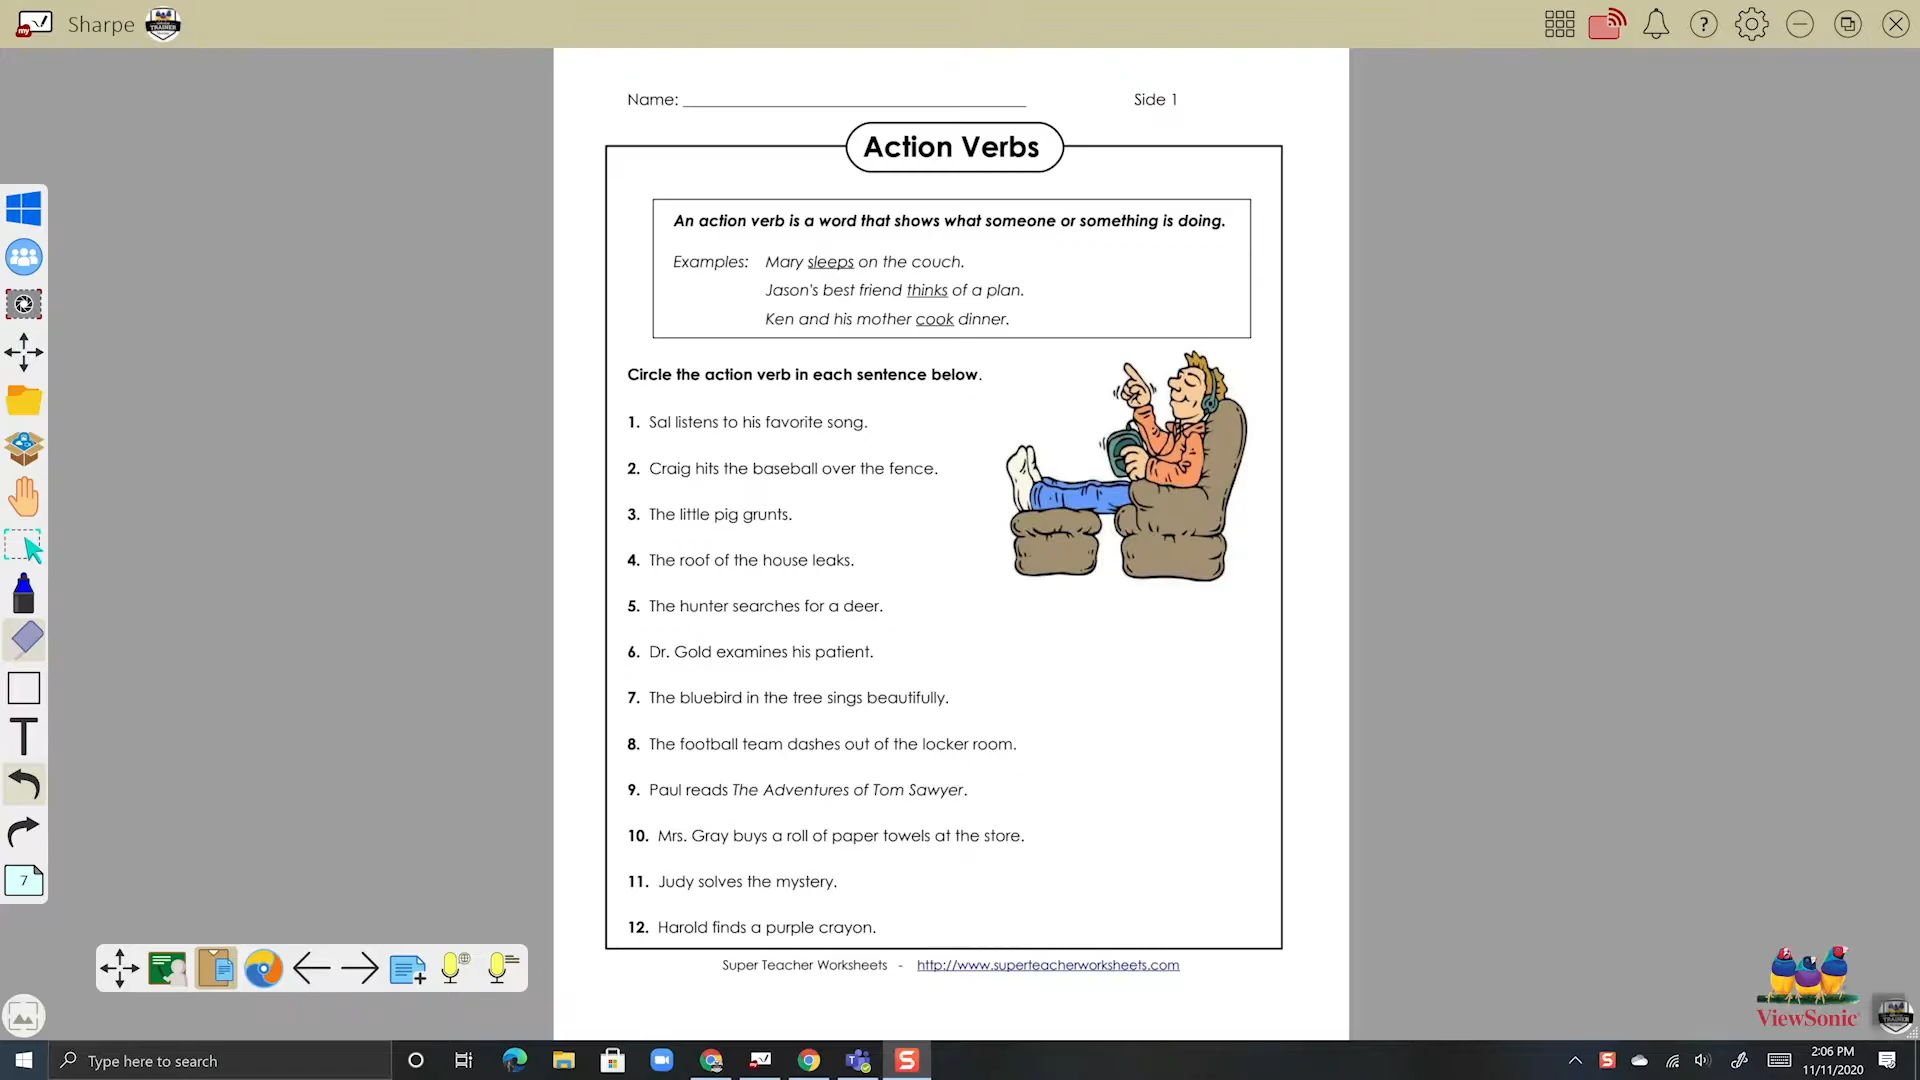 my Sharpe
Name: ___________________________________ Side 1
Action Verbs
An action verb is a word that shows what someone or something is doing.
Examples: Mary sleeps on the couch.
Jason's best friend thinks of a plan.
Ken and his mother cook dinner.
Circle the action verb in each sentence below.
1. Sal listens to his favorite song.
2. Craig hits the baseball over the fence.
3. The little pig grunts.
4. The roof of the house leaks.
5. The hunter searches for a deer.
6. Dr. Gold examines his patient.
7. The bluebird in the tree sings beautifully.
8. The football team dashes out of the locker room.
9. Paul reads The Adventures of Tom Sawyer.
10. Mrs. Gray buys a roll of paper towels at the store.
11. Judy solves the mystery.
12. Harold finds a purple crayon.
Super Teacher Worksheets - http://www.superteacherworksheets.com
T
7
ViewSonic
Type here to search
2:06 PM
11/11/2020